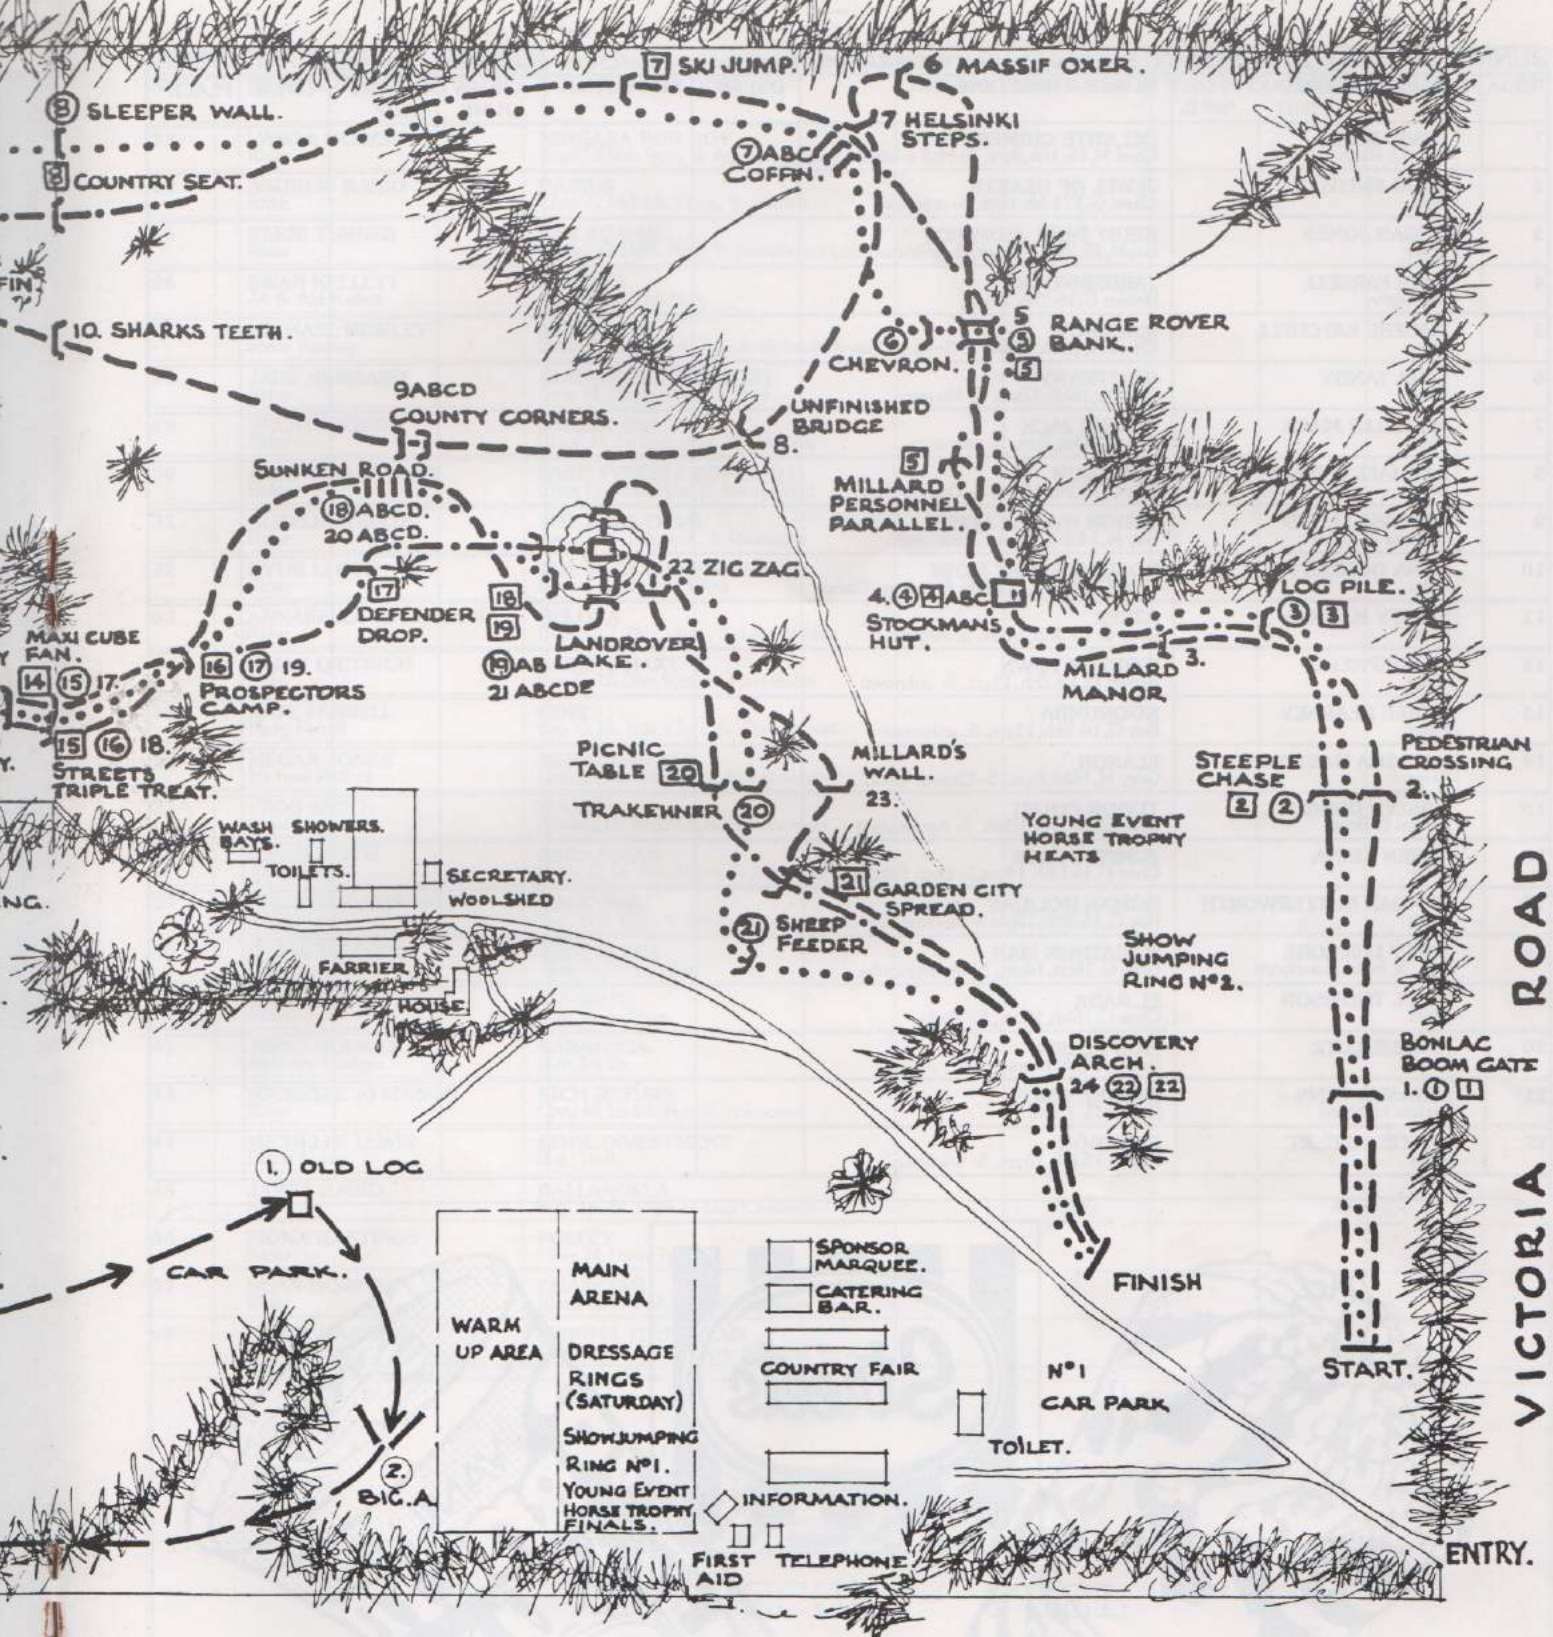 7 SKI JUMP.
6 MASSIF OXER.
8 SLEEPER WALL.
7 HELSINKI
STEPS.
7 ABC
COFFIN.
8 COUNTRY SEAT.
FIN.
10. SHARKS TEETH.
5
5
5
RANGE ROVER
BANK.
6
CHEVRON.
9ABCD
COUNTY CORNERS.
UNFINISHED
BRIDGE
8.
SUNKEN ROAD.
18 ABCD.
20 ABCD.
5
MILLARD
PERSONNEL
PARALLEL.
22 ZIG ZAG
17
DEFENDER
DROP.
18
19
LANDROVER
LAKE.
19 AB
21 ABCDE
4. 4 4 ABC
STOCKMANS
HUT.
LOG PILE.
3 3
3.
MILLARD
MANOR
MAXI CUBE
FAN.
14 15 17.
16 17 19.
PROSPECTORS
CAMP.
15 16 18.
STREETS
TRIPLE TREAT.
Y.
PICNIC
TABLE 20
TRAKEHNER 20
MILLARD'S
WALL.
23.
STEEPLE
CHASE
2 2
PEDESTRIAN
CROSSING
2.
YOUNG EVENT
HORSE TROPHY
HEATS
WASH
BAYS.
SHOWERS.
TOILETS.
SECRETARY.
WOOLSHED
NG.
21 GARDEN CITY
SPREAD.
21 SHEEP
FEEDER
FARRIER
HOUSE
SHOW
JUMPING
RING Nº2.
VICTORIA ROAD
DISCOVERY
ARCH.
24 22 22
BONLAC
BOOM GATE
1. 1 1
1. OLD LOG
CAR PARK.
2.
BIG.A
WARM
UP AREA
MAIN
ARENA
DRESSAGE
RINGS
(SATURDAY)
SHOWJUMPING
RING Nº1.
YOUNG EVENT
HORSE TROPHY
FINALS.
SPONSOR
MARQUEE.
CATERING
BAR.
COUNTRY FAIR
INFORMATION.
FIRST
AID
TELEPHONE
FINISH
START.
Nº1
CAR PARK
TOILET.
ENTRY.